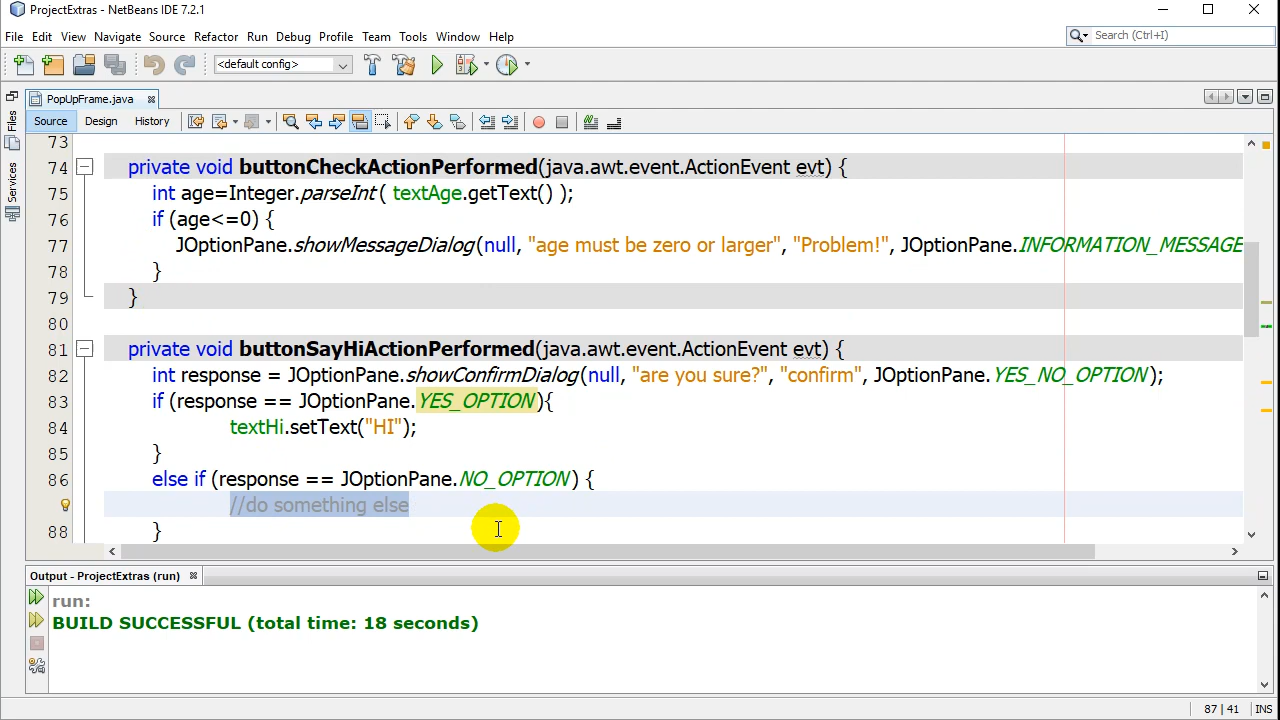 ProjectExtras - NetBeans IDE 7.2.1
File Edit View Navigate Source Refactor Run Debug Profile Team Tools Window Help
Search (Ctrl+I)
<default config>
PopUpFrame.java
Source Design History
Files
Services
73
74 private void buttonCheckActionPerformed(java.awt.event.ActionEvent evt) {
75 int age=Integer.parseInt( textAge.getText() );
76 if (age<=0) {
77 JOptionPane.showMessageDialog(null, "age must be zero or larger", "Problem!", JOptionPane.INFORMATION_MESSAGE
78 }
79 }
80
81 private void buttonSayHiActionPerformed(java.awt.event.ActionEvent evt) {
82 int response = JOptionPane.showConfirmDialog(null, "are you sure?", "confirm", JOptionPane.YES_NO_OPTION);
83 if (response == JOptionPane.YES_OPTION){
84 textHi.setText("HI");
85 }
86 else if (response == JOptionPane.NO_OPTION) {
//do something else
88 }
Output - ProjectExtras (run)
run:
BUILD SUCCESSFUL (total time: 18 seconds)
87 | 41 INS